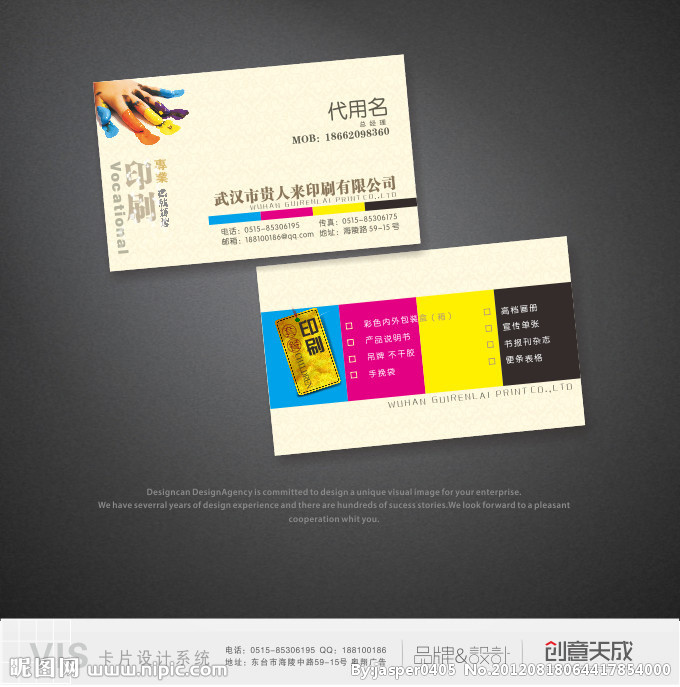 代用名
总 经 理
MOB: 18662098360
Vocational
印刷
專業
武汉市贵人来印刷有限公司
WUHAN GUIRENLAI PRINT CO.,LTD
电话：0515-85306195 传真：0515-85306175
邮箱：188100186@qq.com 地址：海陵路 59-15 号
印刷
彩色内外包装盒（箱）
产品说明书
吊牌 不干胶
手挽袋
高档画册
宣传单张
书报刊杂志
便条表格
WUHAN GUIRENLAI PRINT CO.,LTD
Designcan DesignAgency is committed to design a unique visual image for your enterprise.
We have severral years of design experience and there are hundreds of sucess stories.We look forward to a pleasant
cooperation whit you.
VIS 卡片设计系统
电话：0515-85306195 QQ：188100186
地址：东台市海陵中路59-15号 奥翔广告
品牌&設計
创意天成
昵图网 www.nipic.com
By:jasper0405 No.20120818064417854000